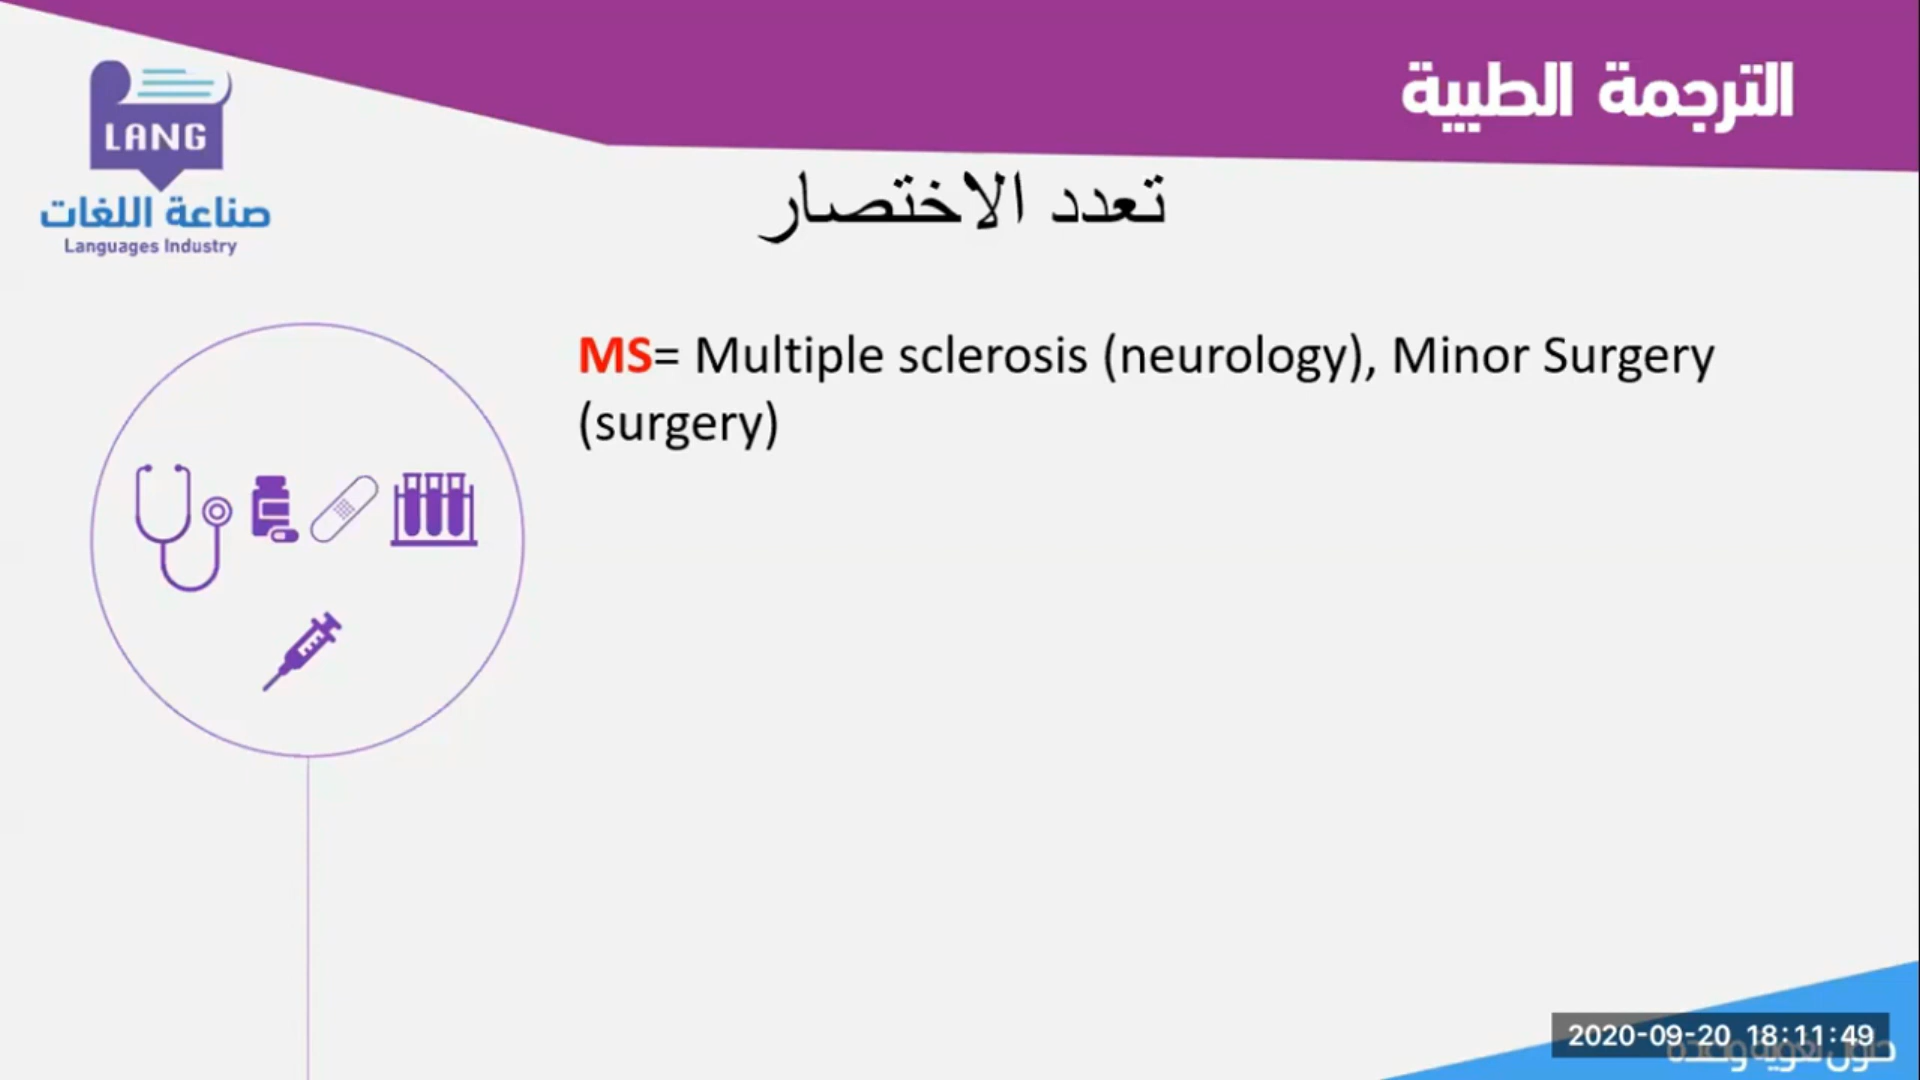 الترجمة الطبية
LANG
صناعة اللغات
Languages Industry
تعدد الاختصار
MS= Multiple sclerosis (neurology), Minor Surgery
(surgery)
2020-09-20 18:11:49